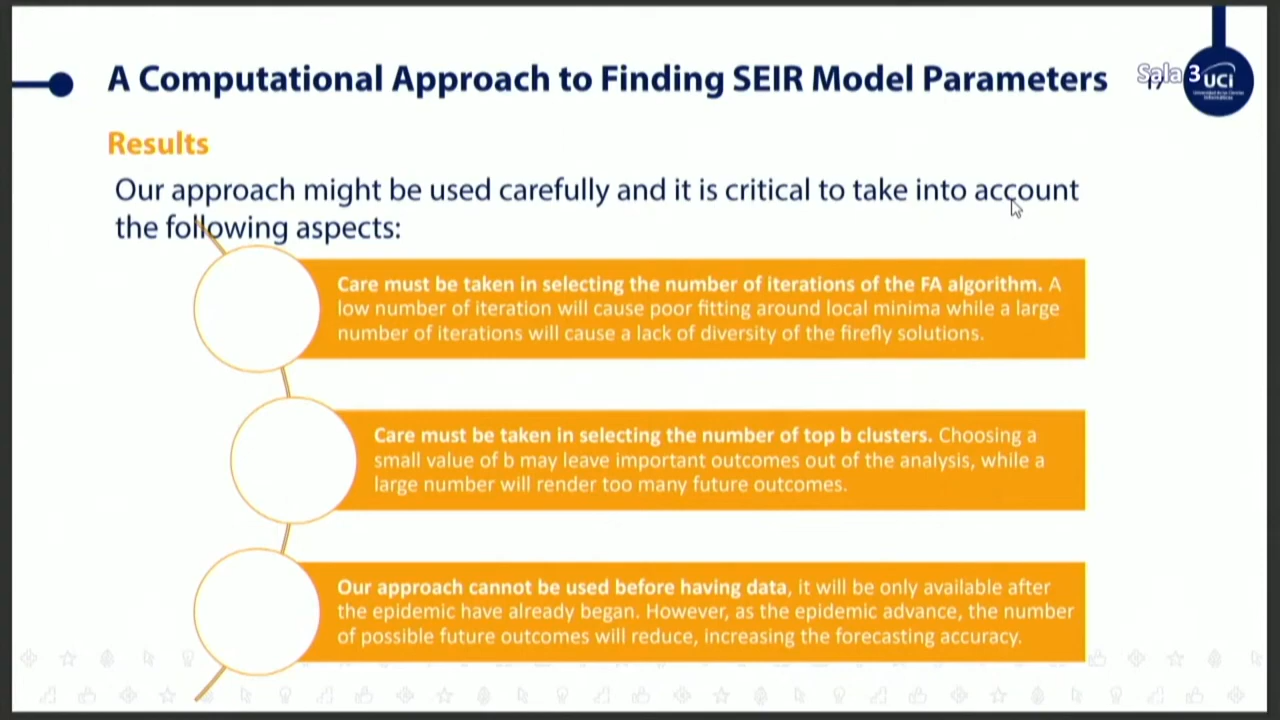 A Computational Approach to Finding SEIR Model Parameters
Sala 3
17
UCI
Results
Our approach might be used carefully and it is critical to take into account
the following aspects:
Care must be taken in selecting the number of iterations of the FA algorithm. A
low number of iteration will cause poor fitting around local minima while a large
number of iterations will cause a lack of diversity of the firefly solutions.
Care must be taken in selecting the number of top b clusters. Choosing a
small value of b may leave important outcomes out of the analysis, while a
large number will render too many future outcomes.
Our approach cannot be used before having data, it will be only available after
the epidemic have already began. However, as the epidemic advance, the number
of possible future outcomes will reduce, increasing the forecasting accuracy.